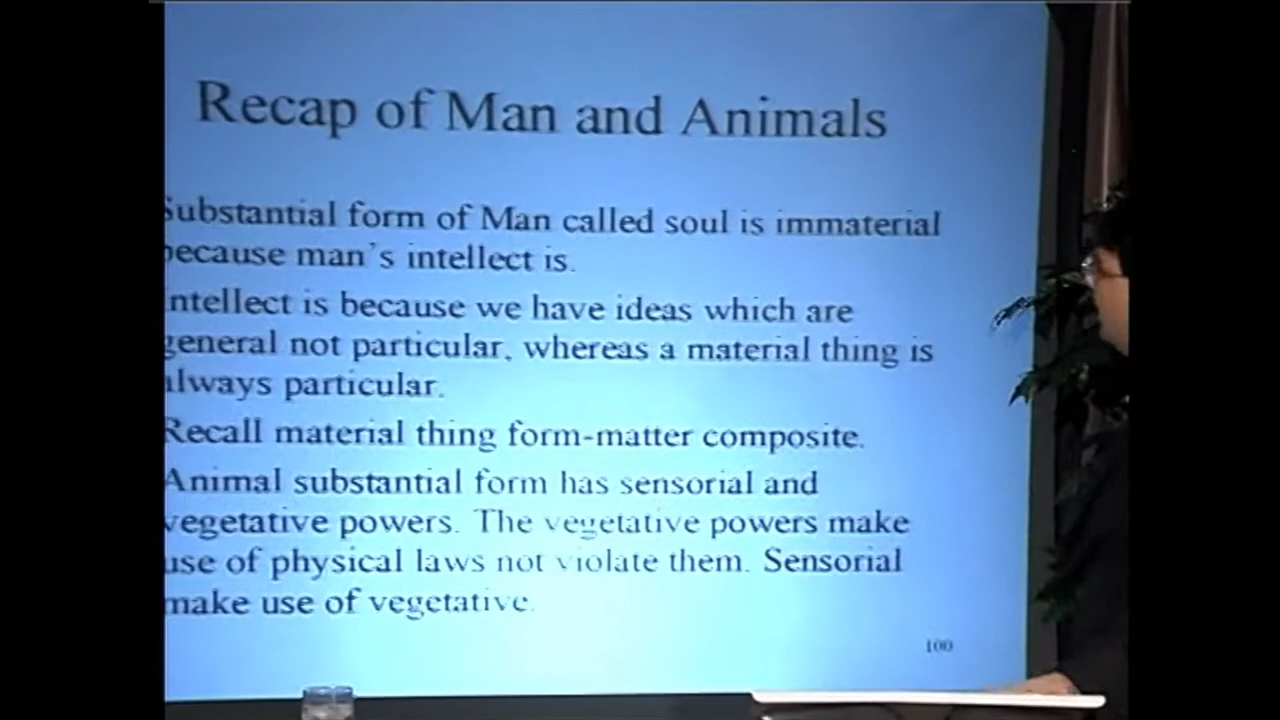 Recap of Man and Animals
Substantial form of Man called soul is immaterial
because man's intellect is.
Intellect is because we have ideas which are
general not particular, whereas a material thing is
always particular.
Recall material thing form-matter composite.
Animal substantial form has sensorial and
vegetative powers. The vegetative powers make
use of physical laws not violate them. Sensorial
make use of vegetative.
100